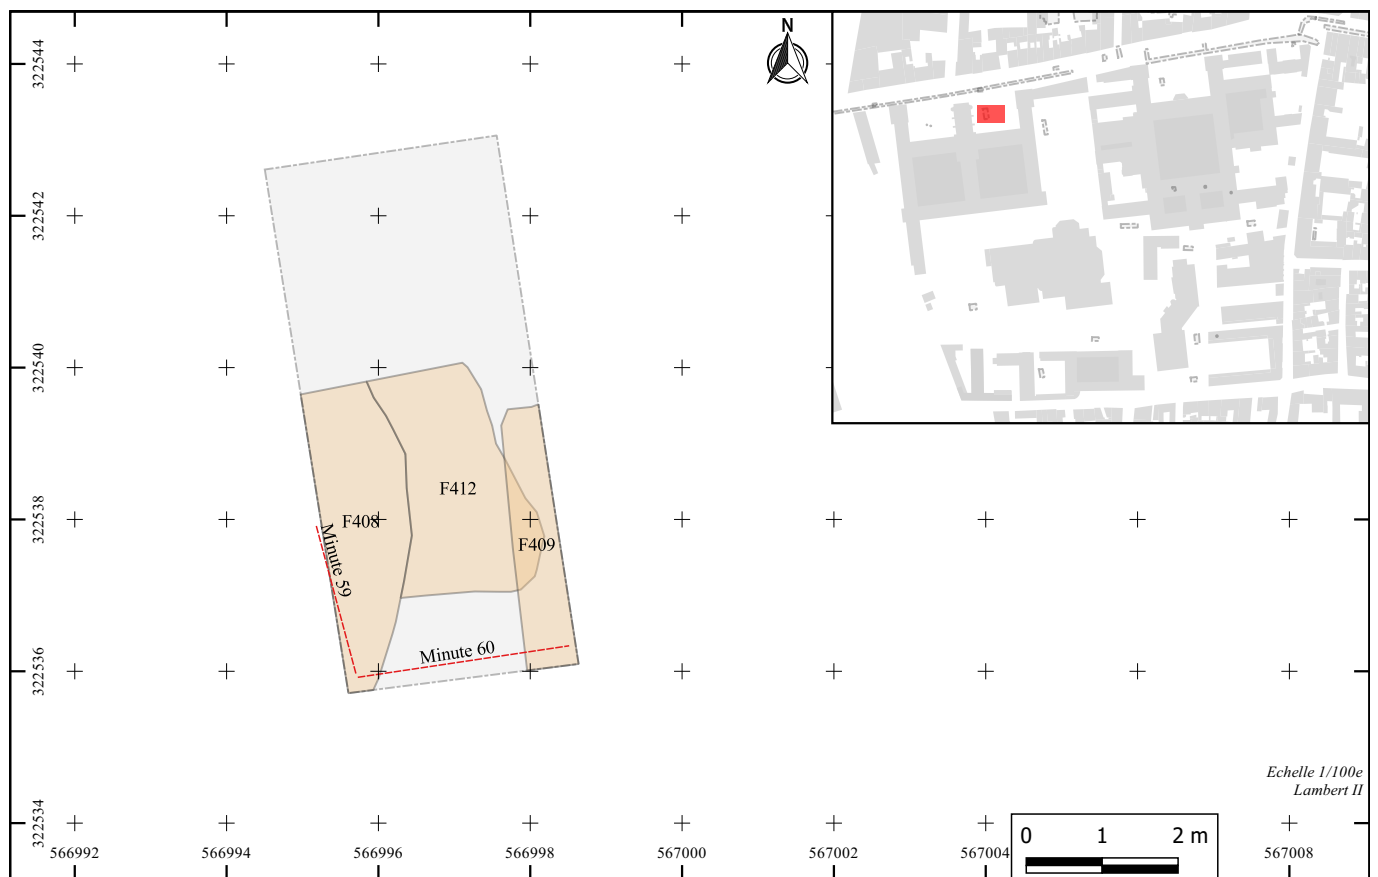 N
322544
322542
322540
322538
322536
322534
F412
F408
F409
Minute 59
Minute 60
Echelle 1/100e
Lambert II
0 1 2 m
566992 566994 566996 566998 567000 567002 567004 567008